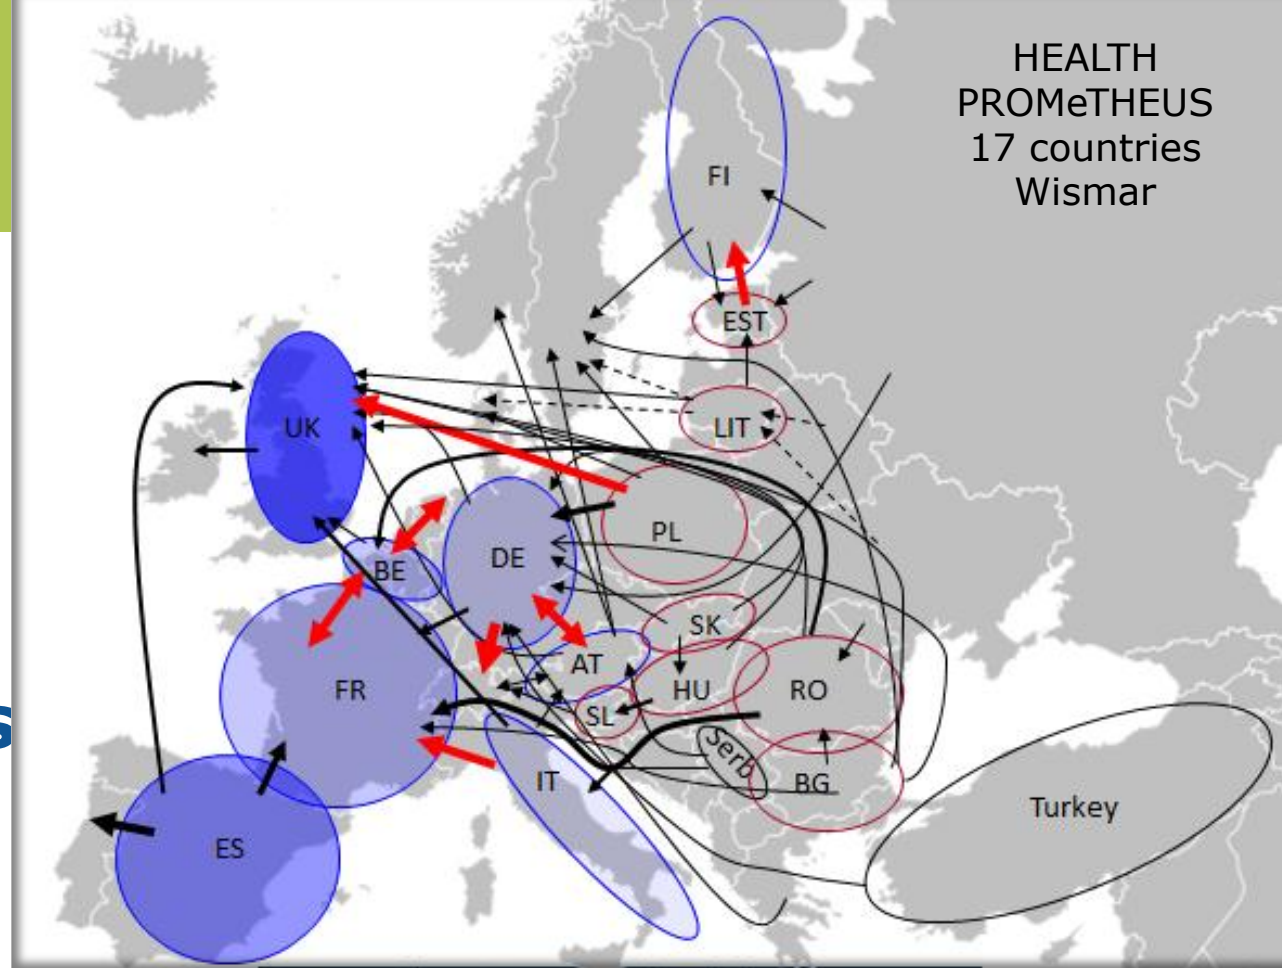 HEALTH
PROMeTHEUS
17 countries
Wismar
FI
EST
LIT
UK
PL
DE
BE
SK
AT
HU
RO
FR
SL
Serb
IT
BG
Turkey
ES
s